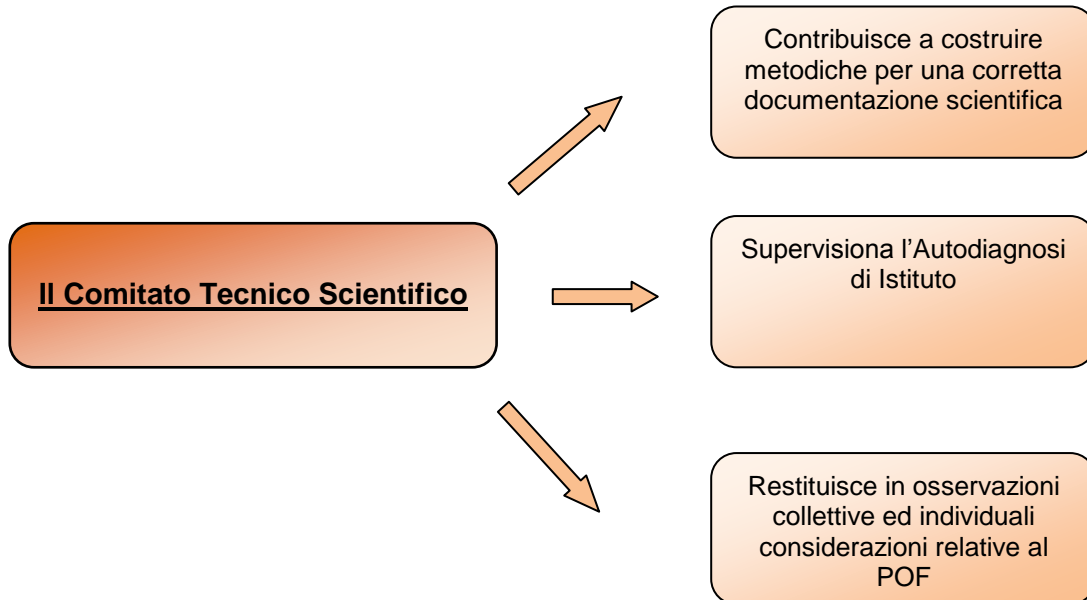 Contribuisce a costruire
metodiche per una corretta
documentazione scientifica
Il Comitato Tecnico Scientifico
Supervisiona l’Autodiagnosi
di Istituto
Restituisce in osservazioni
collettive ed individuali
considerazioni relative al
POF